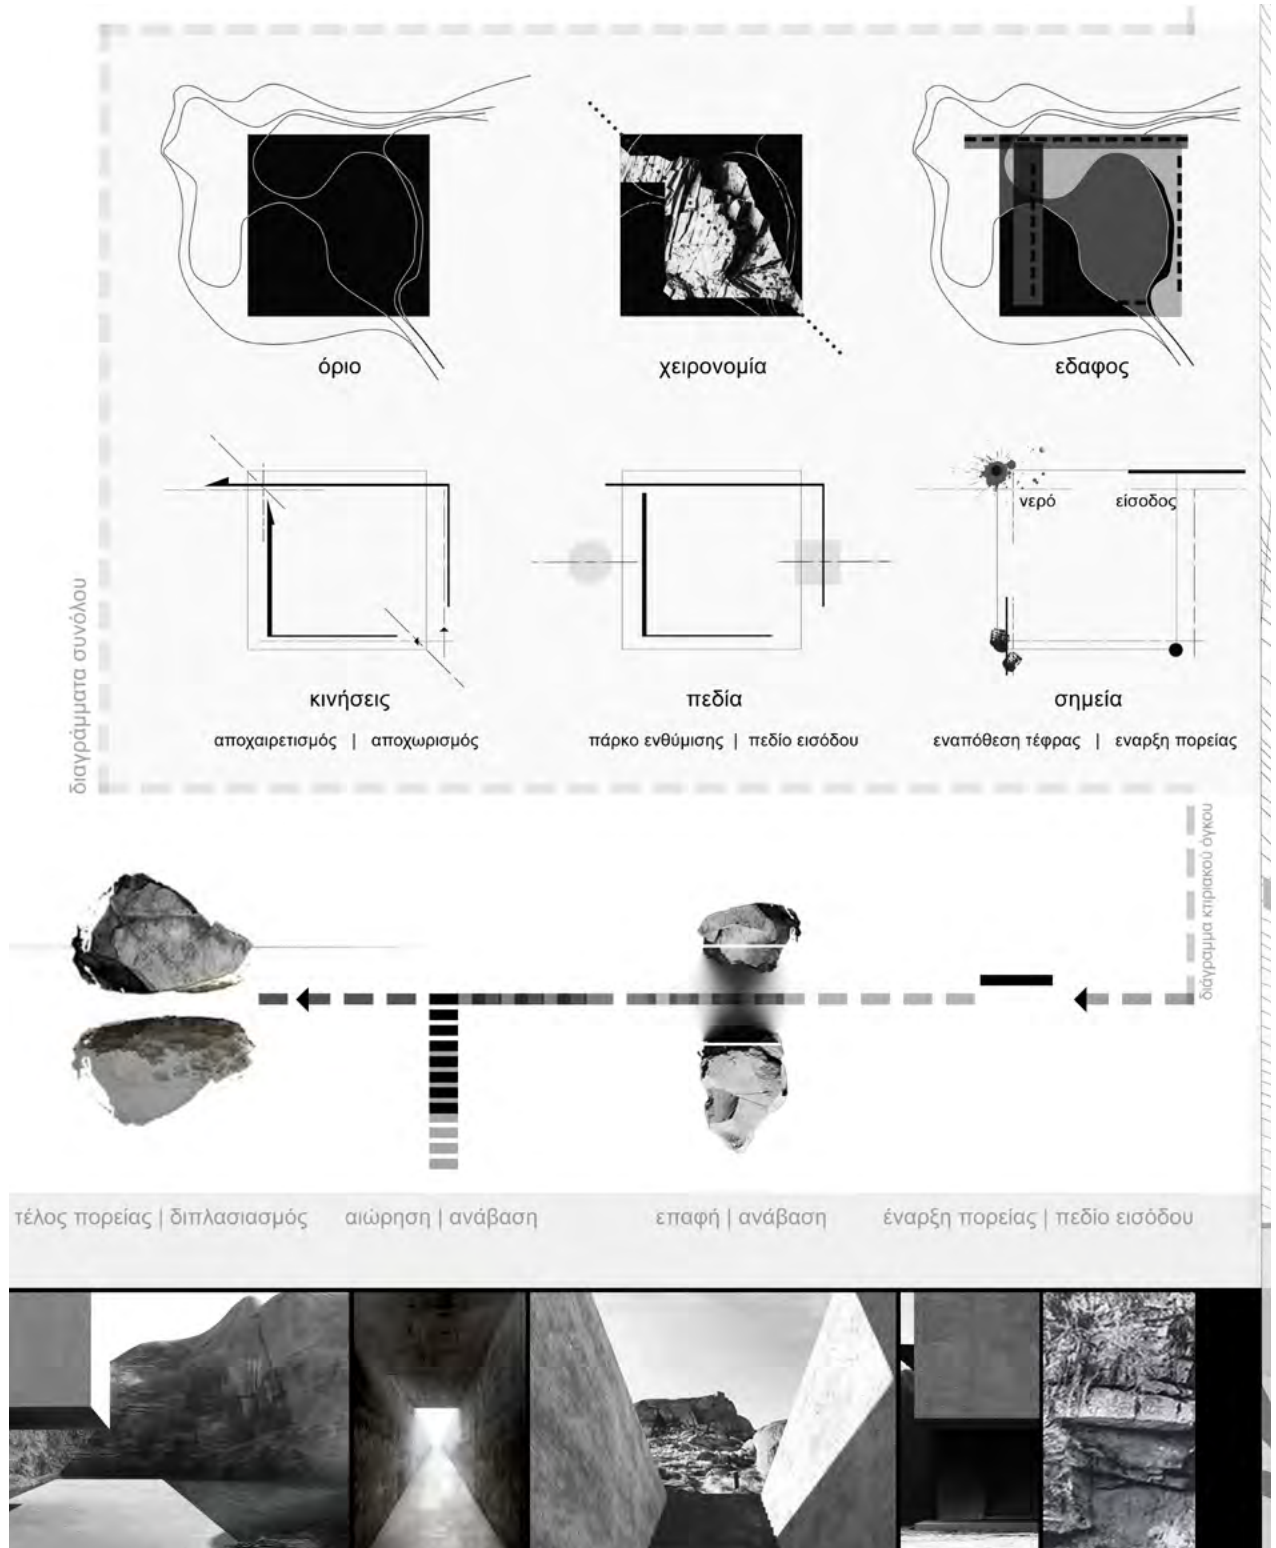 όριο
χειρονομία
εδαφος
νερό
είσοδος
κινήσεις
πεδία
σημεία
αποχαιρετισμός | αποχωρισμός
πάρκο ενθύμισης | πεδίο εισόδου
εναπόθεση τέφρας | εναρξη πορείας
διαγράμματα συνόλου
διάγραμμα κτιριακού όγκου
τέλος πορείας | διπλασιασμός
αιώρηση | ανάβαση
επαφή | ανάβαση
έναρξη πορείας | πεδίο εισόδου